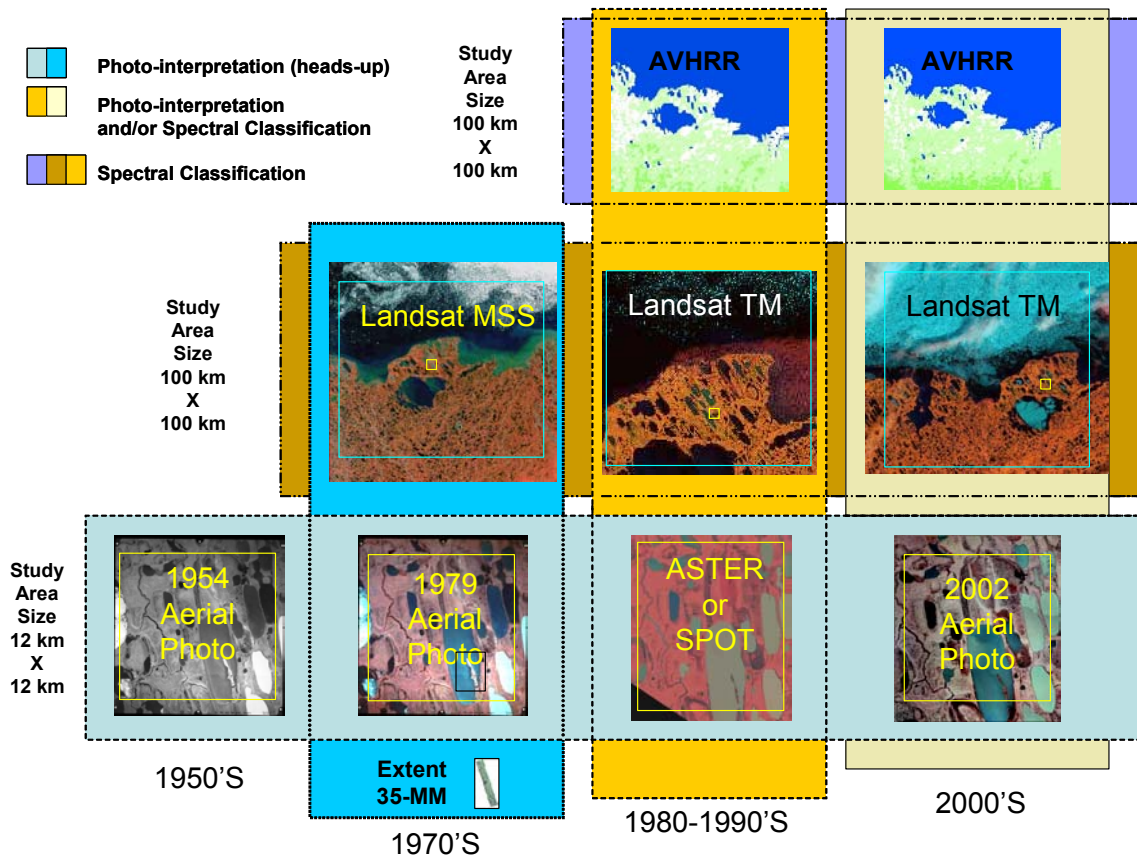 Photo-interpretation (heads-up)
Photo-interpretation
and/or Spectral Classification
Spectral Classification
Study
Area
Size
100 km
X
100 km
AVHRR
AVHRR
Study
Area
Size
100 km
X
100 km
Landsat MSS
Landsat TM
Landsat TM
Study
Area
Size
12 km
X
12 km
1954
Aerial
Photo
1979
Aerial
Photo
ASTER
or
SPOT
2002
Aerial
Photo
1950'S
Extent
35-MM
1970'S
1980-1990'S
2000'S